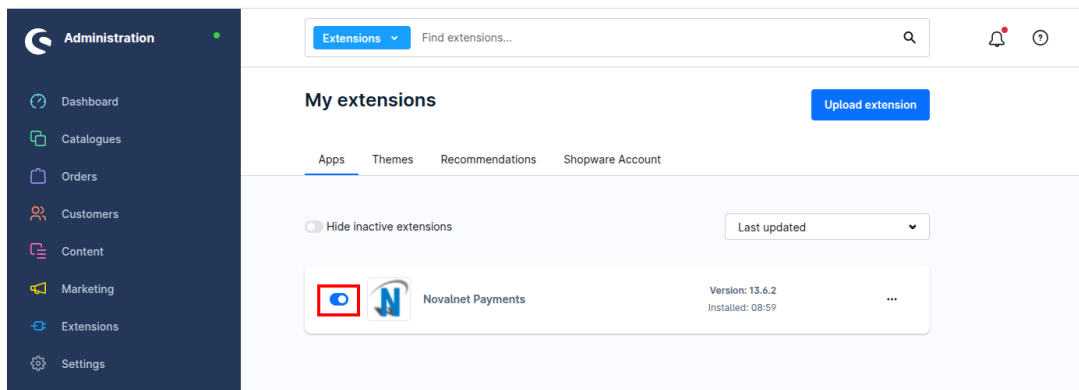 Administration
Extensions Find extensions...
Dashboard
Catalogues
Orders
Customers
Content
Marketing
Extensions
Settings
My extensions
Upload extension
Apps Themes Recommendations Shopware Account
Hide inactive extensions
Last updated
N Novalnet Payments
Version: 13.6.2
Installed: 08:59